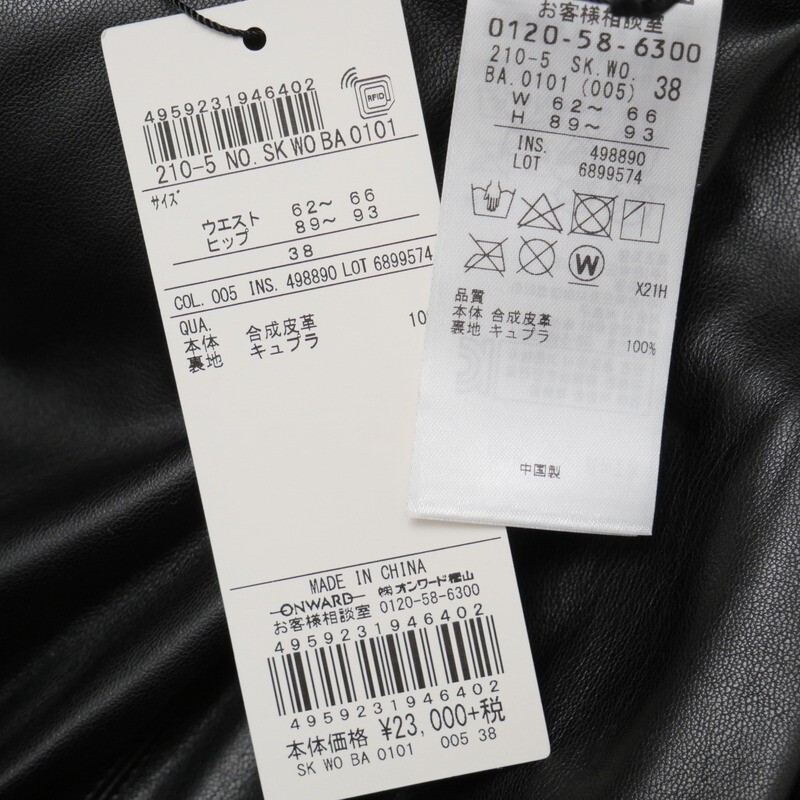 4959231946402
RFID
210-5 NO. SK WO BA 0101
サイズ
ウエスト 62～ 66
ヒップ 89～ 93
38
COL. 005 INS. 498890 LOT 6899574
QUA.
本体 合成皮革
裏地 キュプラ 10
MADE IN CHINA
ONWARD ㈱オンワード樫山
お客様相談室 0120-58-6300
4959231946402
4959231946402
本体価格 ¥23,000+税
SK WO BA 0101 005 38
お客様相談室
0120-58-6300
210-5 SK.WO.
BA.0101 (005) 38
W 62～ 66
H 89～ 93
INS. 498890
LOT 6899574
W
X21H
品質
本体 合成皮革
裏地 キュプラ 100%
中国製